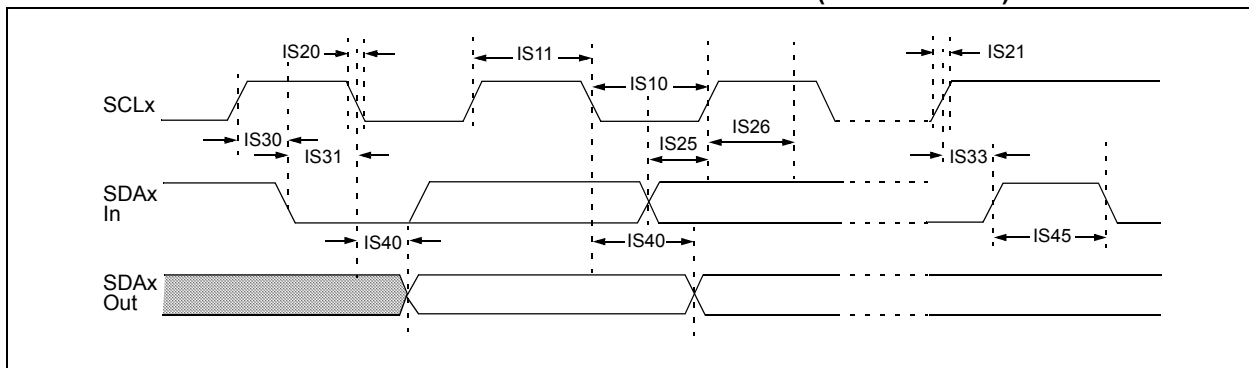 IS20
IS11
IS21
IS10
SCLx
IS30
IS26
IS31
IS25
IS33
SDAx
In
IS40
IS40
IS45
SDAx
Out